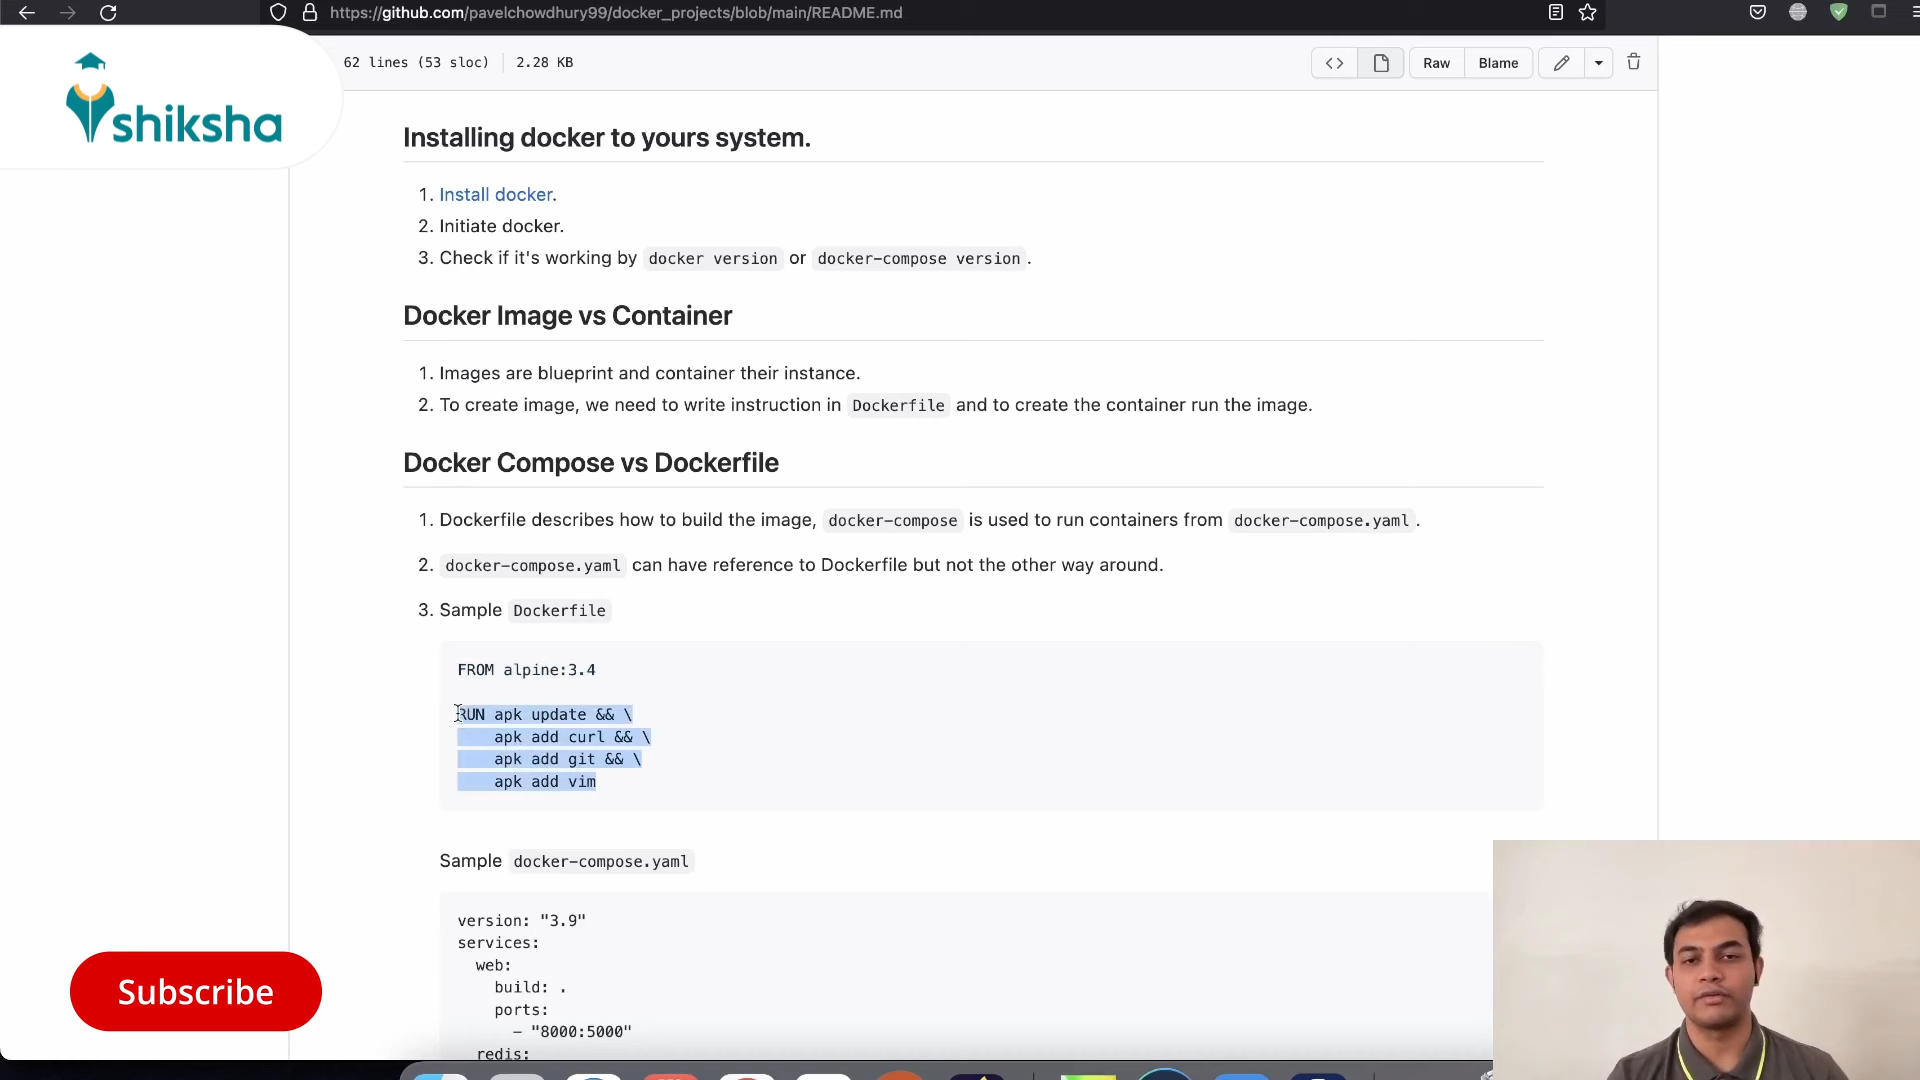 https://github.com/pavelchowdhury99/docker_projects/blob/main/README.md
shiksha
62 lines (53 sloc) 2.28 KB
Raw Blame
Installing docker to yours system.
1. Install docker.
2. Initiate docker.
3. Check if it's working by docker version or docker-compose version.
Docker Image vs Container
1. Images are blueprint and container their instance.
2. To create image, we need to write instruction in Dockerfile and to create the container run the image.
Docker Compose vs Dockerfile
1. Dockerfile describes how to build the image, docker-compose is used to run containers from docker-compose.yaml.
2. docker-compose.yaml can have reference to Dockerfile but not the other way around.
3. Sample Dockerfile
FROM alpine:3.4
RUN apk update && \
apk add curl && \
apk add git && \
apk add vim
Sample docker-compose.yaml
version: "3.9"
services:
web:
build: .
ports:
- "8000:5000"
redis:
Subscribe